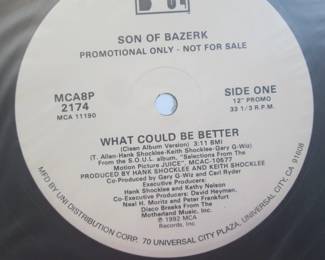 SON OF BAZERK
PROMOTIONAL ONLY - NOT FOR SALE
MCA8P
2174
MCA 11190
SIDE ONE
12" PROMO
33 1/3 R.P.M.
WHAT COULD BE BETTER
(Clean Album Version) 3:11 BMI
(T. Allen-Hank Shocklee-Keith Shocklee-Gary G-Wiz)
From the S.O.U.L. album, "Selections From The
Motion Picture JUICE", MCAC-10677
PRODUCED BY HANK SHOCKLEE AND KEITH SHOCKLEE
Co-Produced by Gary G-Wiz and Carl Ryder
Executive Producers:
Hank Shocklee and Kathy Nelson
Co-Executive Producers: David Heyman,
Neal H. Moritz and Peter Frankfurt
Disco Breaks From The
Motherland Music, Inc.
℗ 1992 MCA
Records, Inc.
MFG BY UNI DISTRIBUTION CORP. 70 UNIVERSAL CITY PLAZA, UNIVERSAL CITY, CA 91608